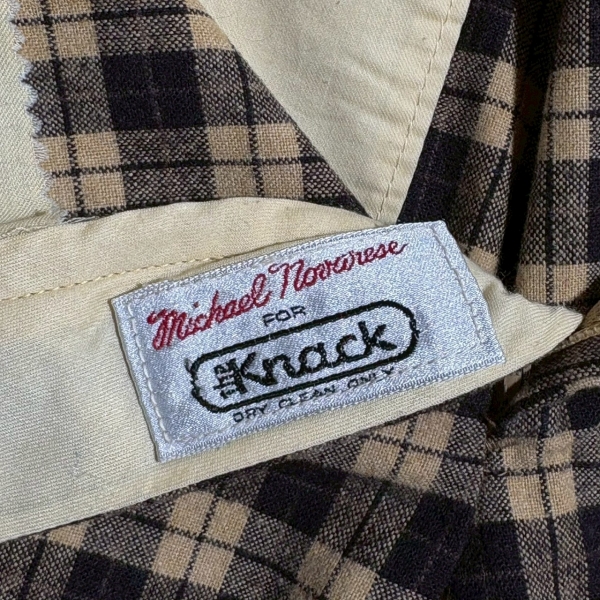 Michael Novarese
FOR
the Knack
DRY CLEAN ONLY